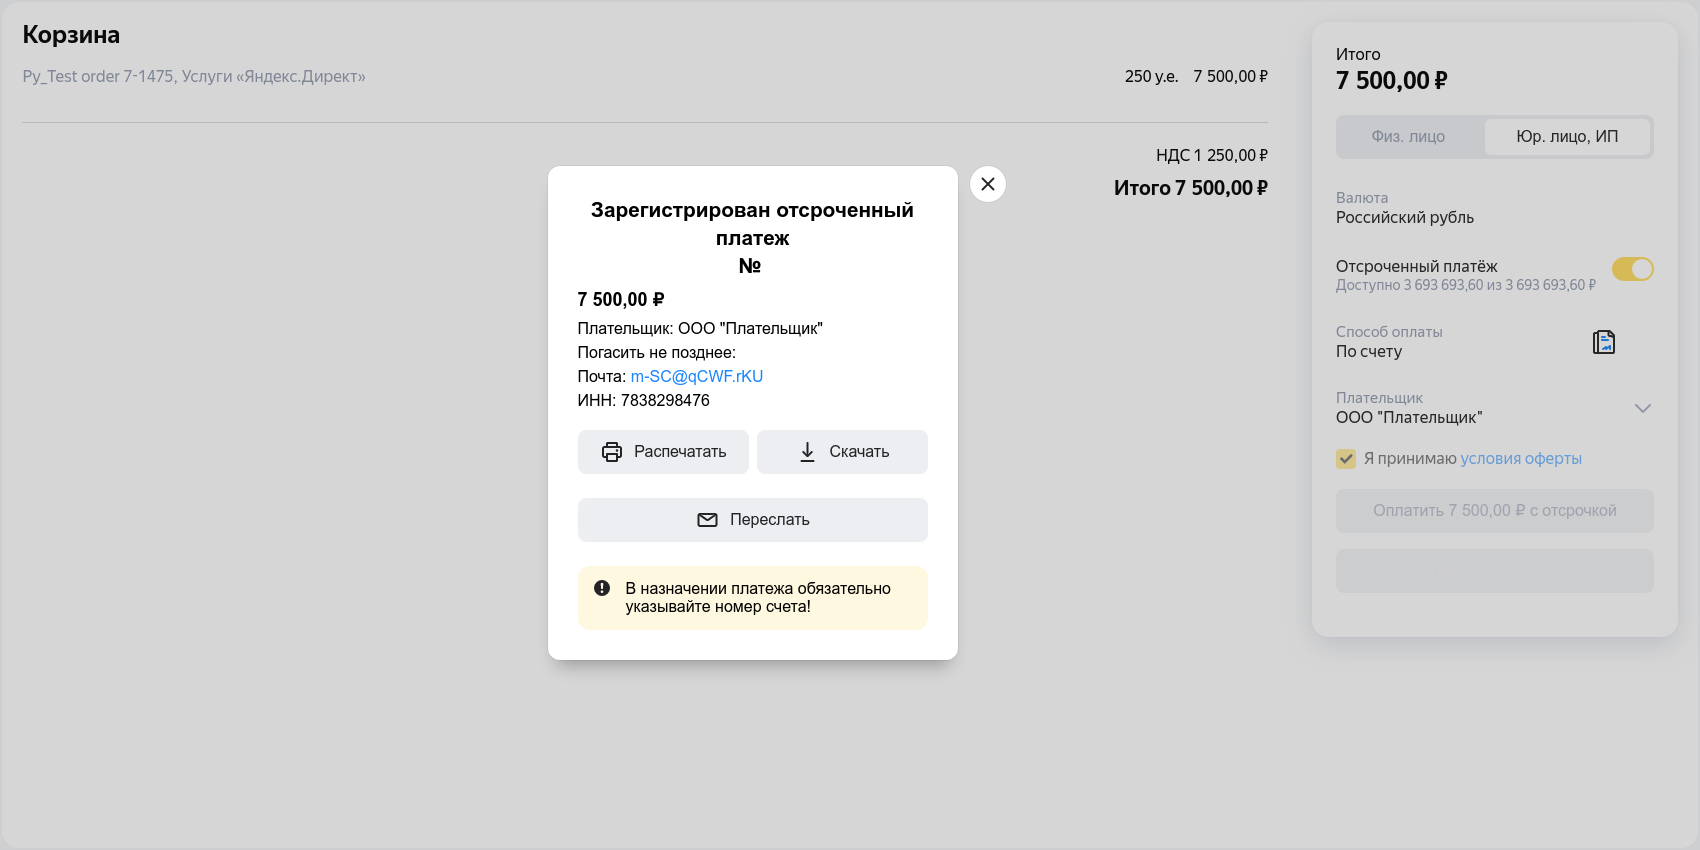 Корзина
Py_Test order 7-1475, Услуги «Яндекс.Директ»
250 у.е. 7 500,00 ₽
НДС 1 250,00 ₽
Итого 7 500,00 ₽
Зарегистрирован отсроченный
платеж
№
7 500,00 ₽
Плательщик: ООО "Плательщик"
Погасить не позднее:
Почта: m-SC@qCWF.rKU
ИНН: 7838298476
Распечатать
Скачать
Переслать
В назначении платежа обязательно
указывайте номер счета!
Итого
7 500,00 ₽
Физ. лицо
Юр. лицо, ИП
Валюта
Российский рубль
Отсроченный платёж
Доступно 3 693 693,60 из 3 693 693,60 ₽
Способ оплаты
По счету
Плательщик
ООО "Плательщик"
Я принимаю условия оферты
Оплатить 7 500,00 ₽ с отсрочкой